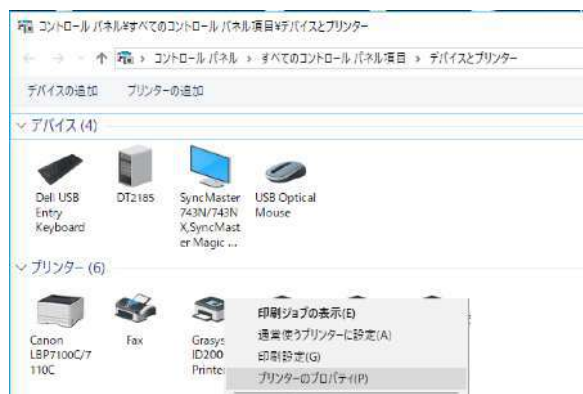 コントロール パネル¥すべてのコントロール パネル項目¥デバイスとプリンター
コントロール パネル › すべてのコントロール パネル項目 › デバイスとプリンター
デバイスの追加 プリンターの追加
デバイス (4)
Dell USB
Entry
Keyboard
DT2185
SyncMaster
743N/743N
X,SyncMast
er Magic ...
USB Optical
Mouse
プリンター (6)
Canon
LBP7100C/7
110C
Fax
Grasys
ID200
Printe
印刷ジョブの表示(E)
通常使うプリンターに設定(A)
印刷設定(G)
プリンターのプロパティ(P)